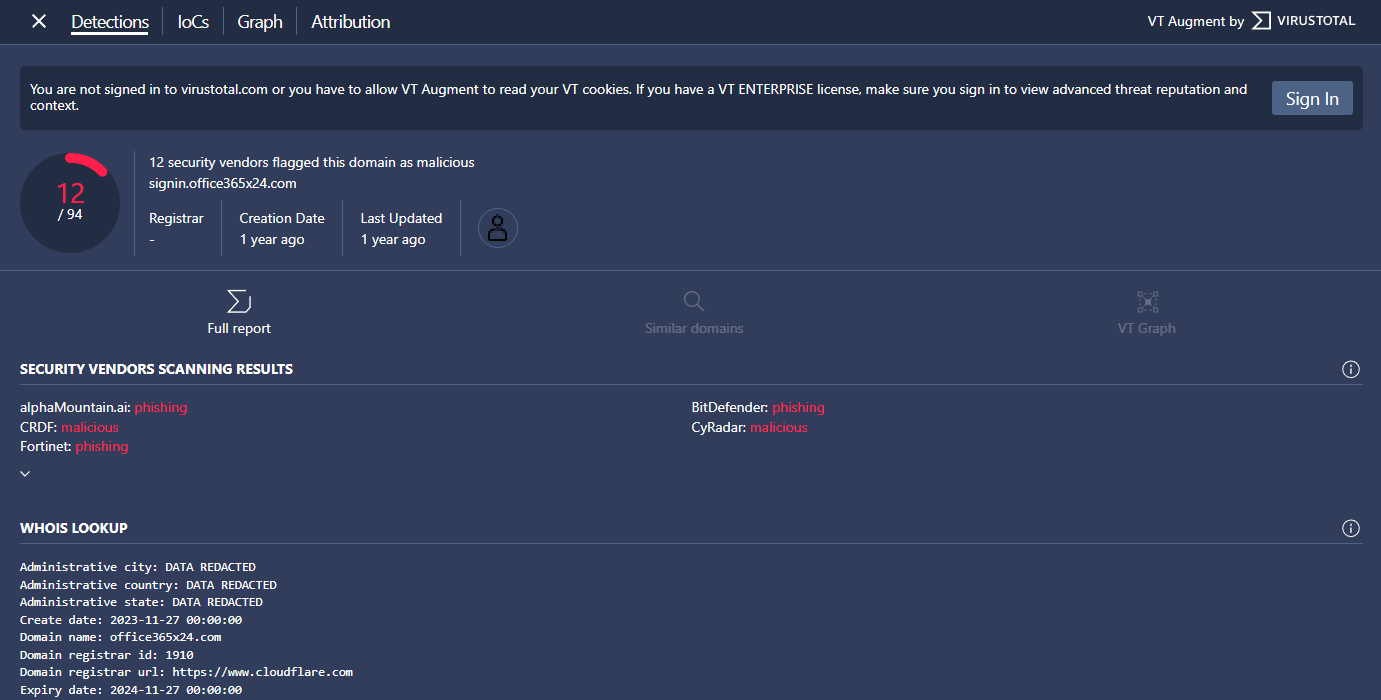 Detections IoCs Graph Attribution VT Augment by VIRUSTOTAL
You are not signed in to virustotal.com or you have to allow VT Augment to read your VT cookies. If you have a VT ENTERPRISE license, make sure you sign in to view advanced threat reputation and
context.
Sign In
12
/ 94
12 security vendors flagged this domain as malicious
signin.office365x24.com
Registrar Creation Date Last Updated
- 1 year ago 1 year ago
Full report Similar domains VT Graph
SECURITY VENDORS SCANNING RESULTS
alphaMountain.ai: phishing BitDefender: phishing
CRDF: malicious CyRadar: malicious
Fortinet: phishing
WHOIS LOOKUP
Administrative city: DATA REDACTED
Administrative country: DATA REDACTED
Administrative state: DATA REDACTED
Create date: 2023-11-27 00:00:00
Domain name: office365x24.com
Domain registrar id: 1910
Domain registrar url: https://www.cloudflare.com
Expiry date: 2024-11-27 00:00:00